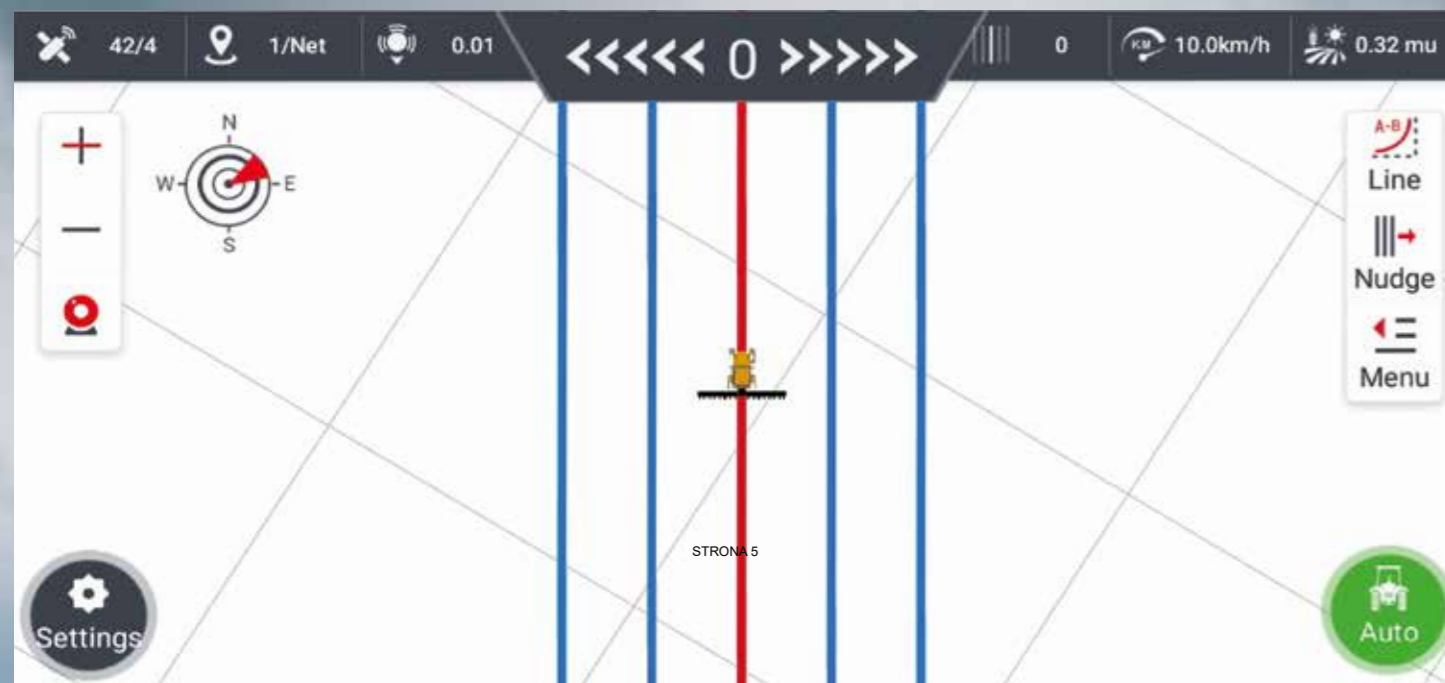 42/4
1/Net
0.01
<<<<< 0 >>>>>
0
KM
10.0km/h
0.32 mu
N
W
E
S
A-B
Line
Nudge
Menu
STRONA 5
Settings
Auto